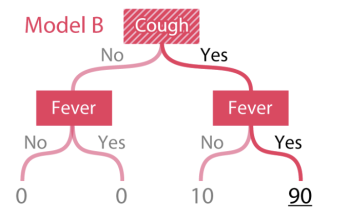 Model B
Cough
No Yes
Fever Fever
No Yes No Yes
0 0 10 90